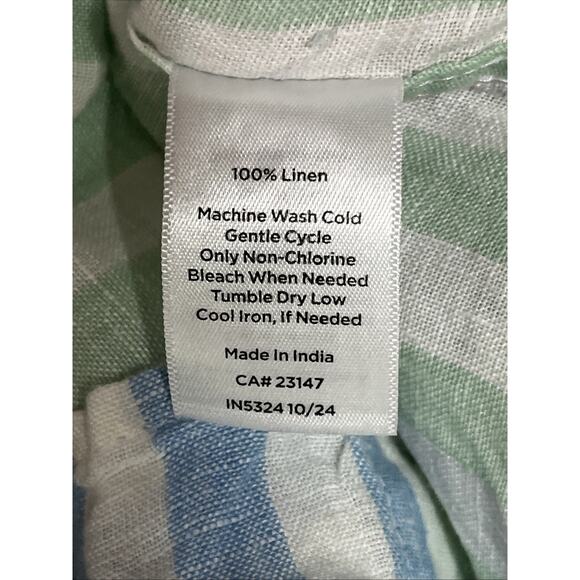 100% Linen
Machine Wash Cold
Gentle Cycle
Only Non-Chlorine
Bleach When Needed
Tumble Dry Low
Cool Iron, If Needed
Made In India
CA# 23147
IN5324 10/24